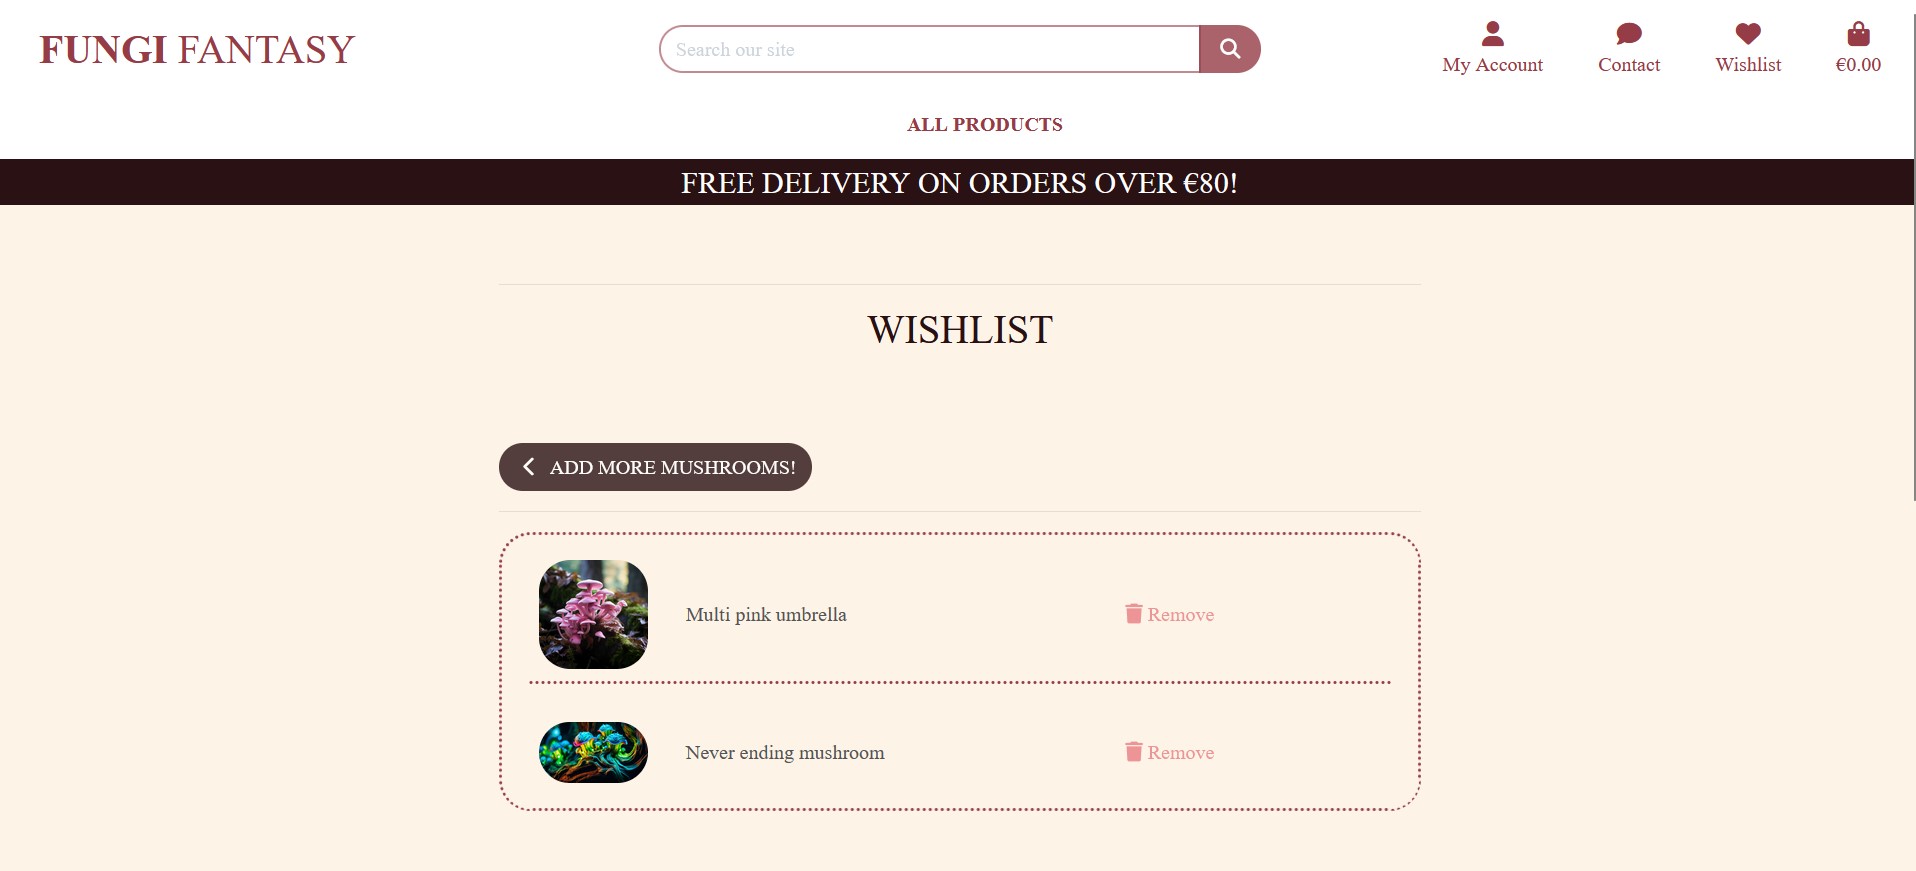 FUNGI FANTASY
Search our site
My Account
Contact
Wishlist
€0.00
ALL PRODUCTS
FREE DELIVERY ON ORDERS OVER €80!
WISHLIST
ADD MORE MUSHROOMS!
Multi pink umbrella
Remove
Never ending mushroom
Remove